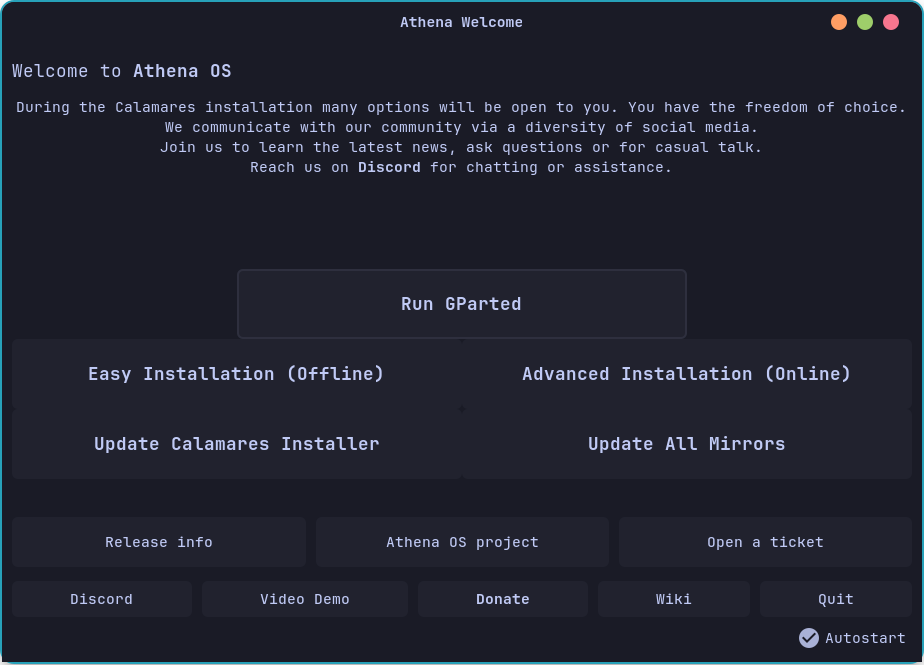 Athena Welcome
Welcome to Athena OS
During the Calamares installation many options will be open to you. You have the freedom of choice.
We communicate with our community via a diversity of social media.
Join us to learn the latest news, ask questions or for casual talk.
Reach us on Discord for chatting or assistance.
Run GParted
Easy Installation (Offline)
Advanced Installation (Online)
Update Calamares Installer
Update All Mirrors
Release info
Athena OS project
Open a ticket
Discord
Video Demo
Donate
Wiki
Quit
Autostart